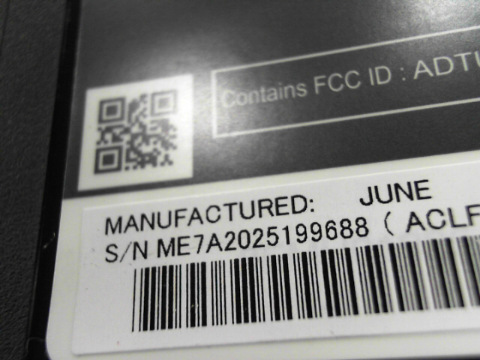 Contains FCC ID : ADTU
MANUFACTURED: JUNE
S/N ME7A2025199688 ( ACLF